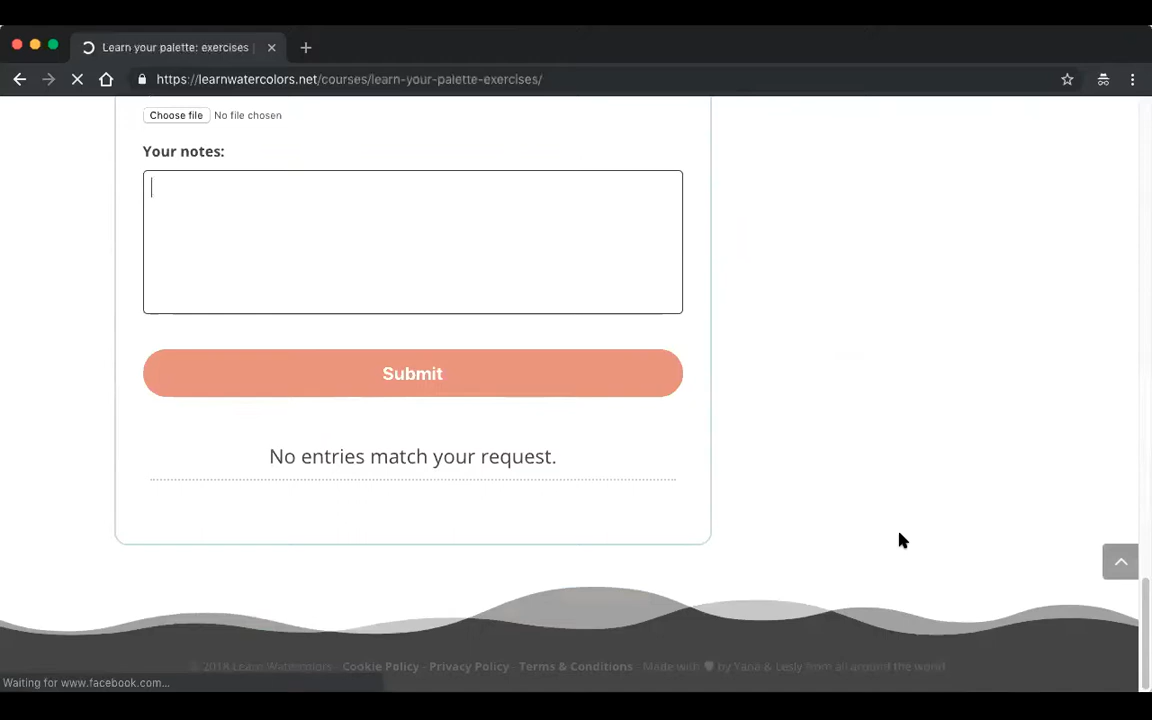 Learn your palette: exercises |
https://learnwatercolors.net/courses/learn-your-palette-exercises/
Choose file No file chosen
Your notes:
Submit
No entries match your request.
© 2018 Learn Watercolors - Cookie Policy - Privacy Policy - Terms & Conditions - Made with by Yana & Lesly from all around the world
Waiting for www.facebook.com...